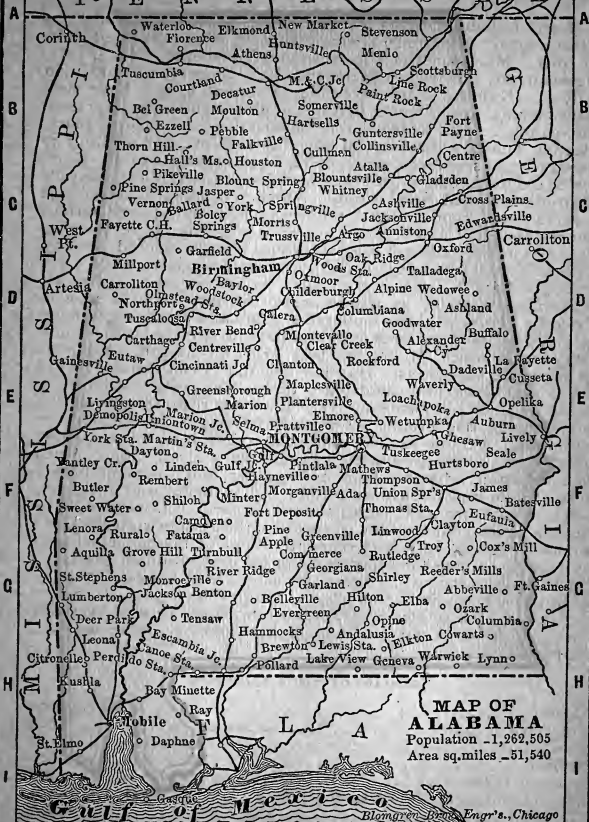 T E N N E S S
A A
Waterloo Elkmond New Market Stevenson
Corinth Florence Athens Huntsville Menlo
Tuscumbia M.&C.Jc. Scottsburgh
Courtland Line Rock
B Decatur Paint Rock B
Bel Green Moulton Somerville
Ezzell Hartsells Fort
Pebble Guntersville Payne
Thorn Hill Falkville Collinsville
Hall's Ms. Houston Cullman Centre
Pikeville Atalla
Blount Spring Blountsville Gladsden
Pine Springs Jasper Whitney
C Vernon Ballard York Springville Ashville Cross Plains C
Fayette C.H. Bolcy Morris Jacksonville Edwardsville
West Springs Trussville Argo Anniston
Pt. Oxford Carrollton
Garfield Oak Ridge
Millport Birmingham Woods Sta.
Artesia Baylor Oxmoor Talladega
D Carroliton Woodstock Childerburgh Alpine Wedowee D
Northport Olmstead Sta. Columbiana Ashland
Tuscaloosa Calera Goodwater
Carthage River Bend Montevallo Buffalo
Centreville Clear Creek Alexander
Gainesville Eutaw Rockford Cy. La Fayette
Cincinnati Jc. Clanton Dadeville
E Greensborough Maplesville Waverly Cusseta E
Livingston Marion Plantersville Loachapoka Opelika
Demopolis Uniontown Marion Jc. Selma Elmore Wetumpka Auburn
Prattville
York Sta. Martin's Sta. MONTGOMERY Ghesaw Lively
Dayton Gulf Tuskeegee Seale
Yantley Cr. Linden Gulf Jc. Pintlala Mathews Hurtsboro
F Butler Rembert Hayneville Thompson James F
Shiloh Minter Morganville Ada Union Spr's Batesville
Sweet Water Fort Deposit Thomas Sta. Eufaula
Camden Clayton
Lenora Rural Fatama Pine Greenville Linwood
Apple Troy Cox's Mill
Aquilla Grove Hill Turnbull Commerce Rutledge
River Ridge Georgiana Reeder's Mills
G St.Stephens Monroeville Garland Shirley Abbeville Ft.Gaines G
Lumberton Jackson Benton Belleville Hilton Elba Ozark
Deer Park Tensaw Evergreen Opine Columbia
Leona Hammocks Andalusia Elkton Cowarts
Escambia Jc. Brewton Lewis Sta.
Citronelle Perdido Sta. Canoe Sta. Lake View Geneva Warwick Lynn
H Kushla Pollard H
Bay Minette
Ray
Mobile
St.Elmo Daphne
Gasque
M I S S I S S I P P I
G E O R G I A
F L A
MAP OF
ALABAMA
Population _1,262,505
Area sq.miles _51,540
I I
Gulf of Mexico
Blomgren Bros. Engr's., Chicago